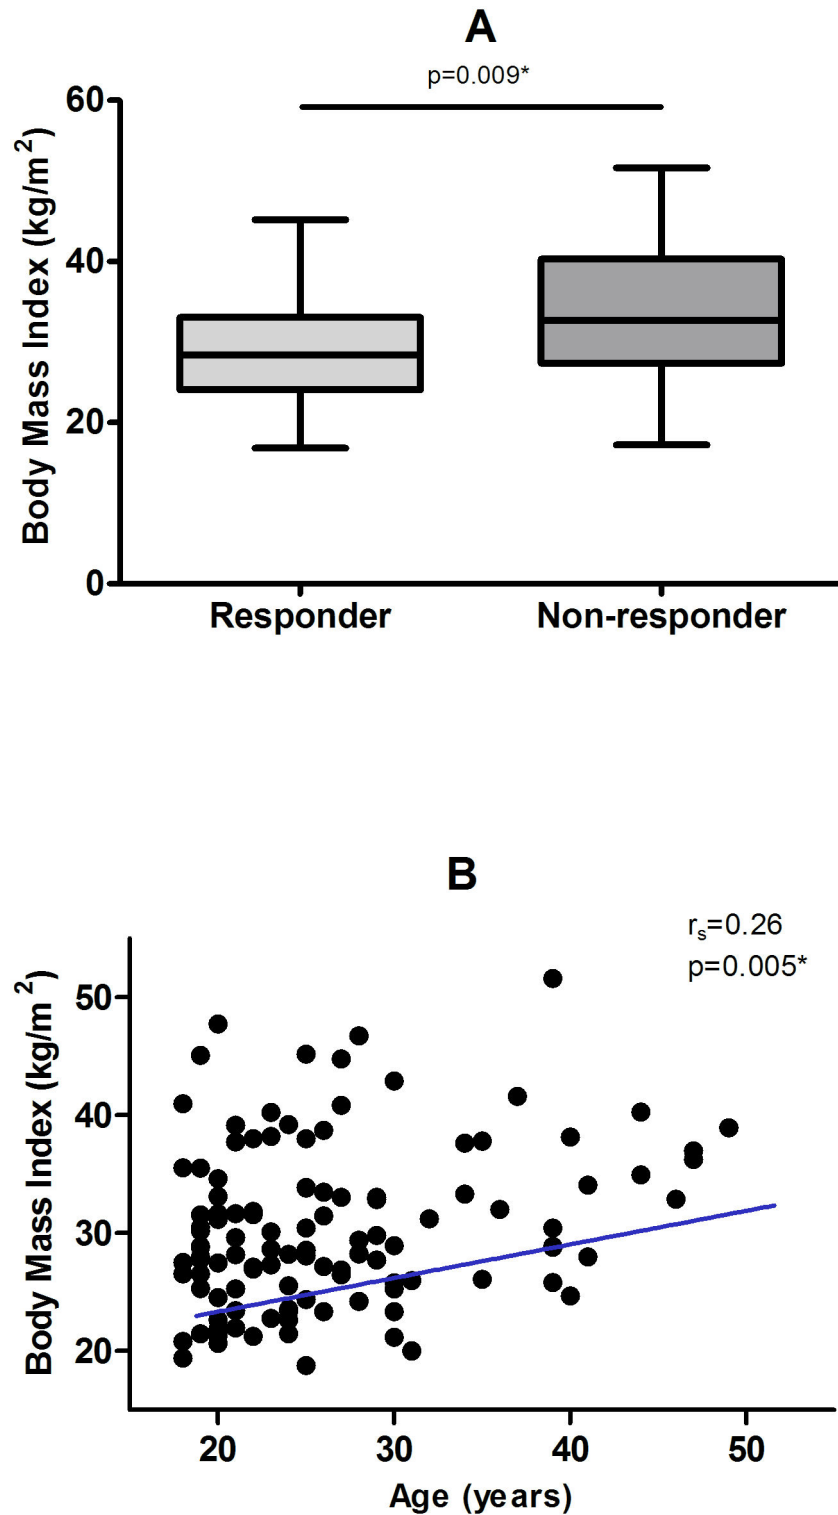 A
p=0.009*
Body Mass Index (kg/m²)
60
40
20
0
Responder Non-responder
B
rₛ=0.26
p=0.005*
Body Mass Index (kg/m²)
50
40
30
20
20 30 40 50
Age (years)